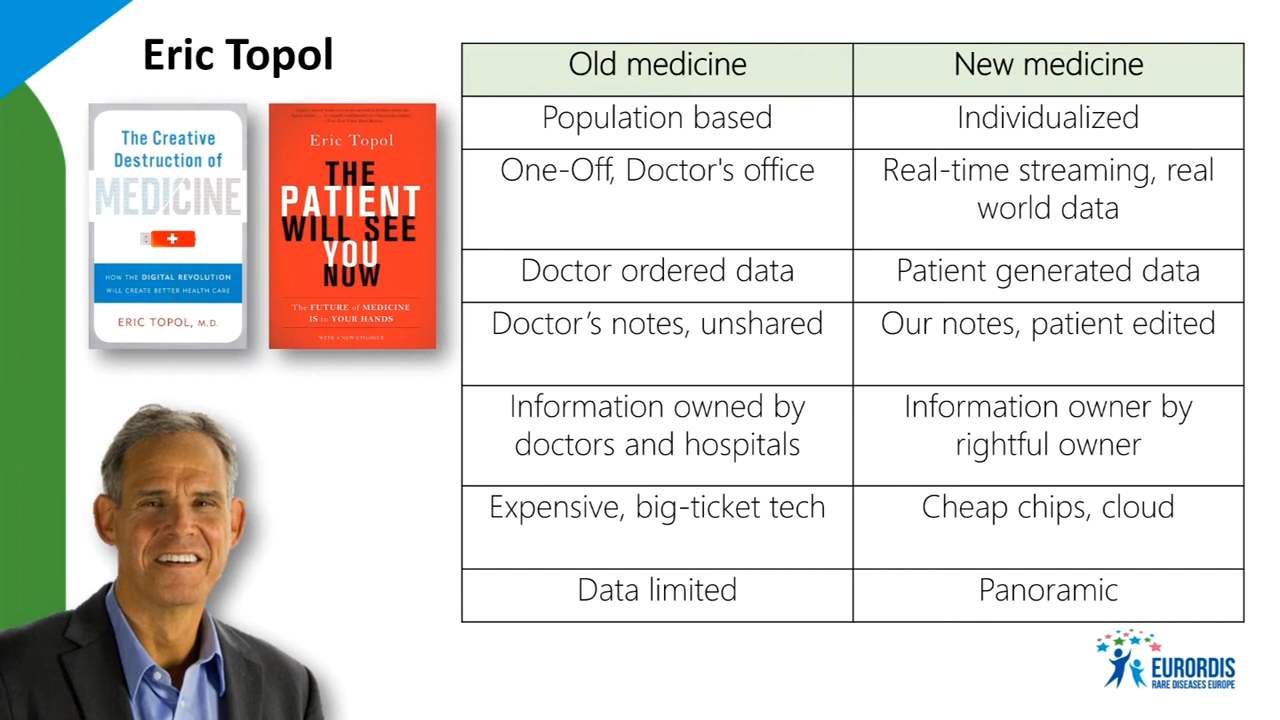 Eric Topol
The Creative
Destruction of
MEDICINE
HOW THE DIGITAL REVOLUTION
WILL CREATE BETTER HEALTH CARE
ERIC TOPOL, M.D.
Eric Topol
THE
PATIENT
WILL SEE
YOU
NOW
The FUTURE of MEDICINE
IS in YOUR HANDS
Old medicine New medicine
Population based Individualized
One-Off, Doctor's office Real-time streaming, real
world data
Doctor ordered data Patient generated data
Doctor’s notes, unshared Our notes, patient edited
Information owned by Information owner by
doctors and hospitals rightful owner
Expensive, big-ticket tech Cheap chips, cloud
Data limited Panoramic
EURORDIS
RARE DISEASES EUROPE